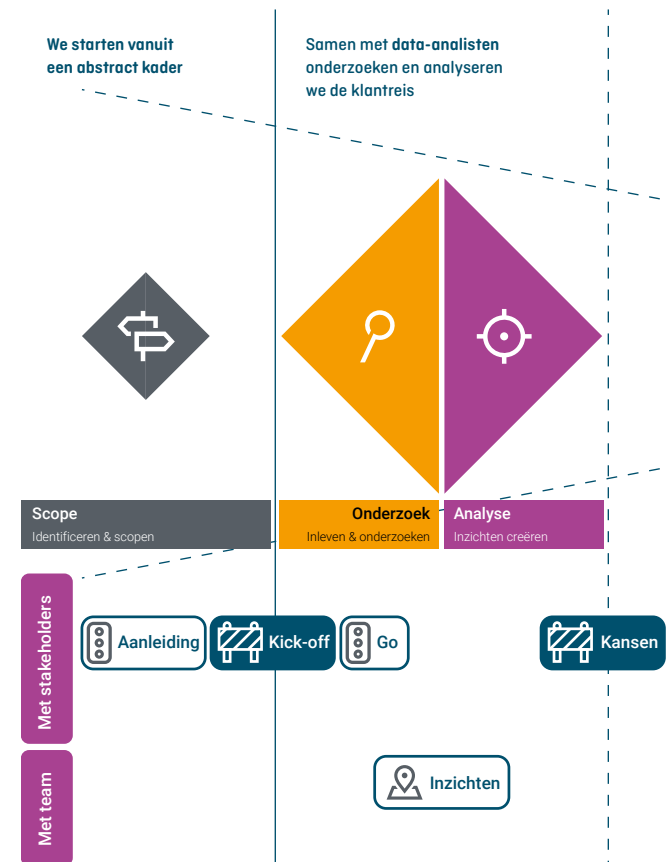 We starten vanuit
een abstract kader
Samen met data-analisten
onderzoeken en analyseren
we de klantreis
Scope
Identificeren & scopen
Onderzoek
Inleven & onderzoeken
Analyse
Inzichten creëren
Met stakeholders
Aanleiding
Kick-off
Go
Kansen
Met team
Inzichten